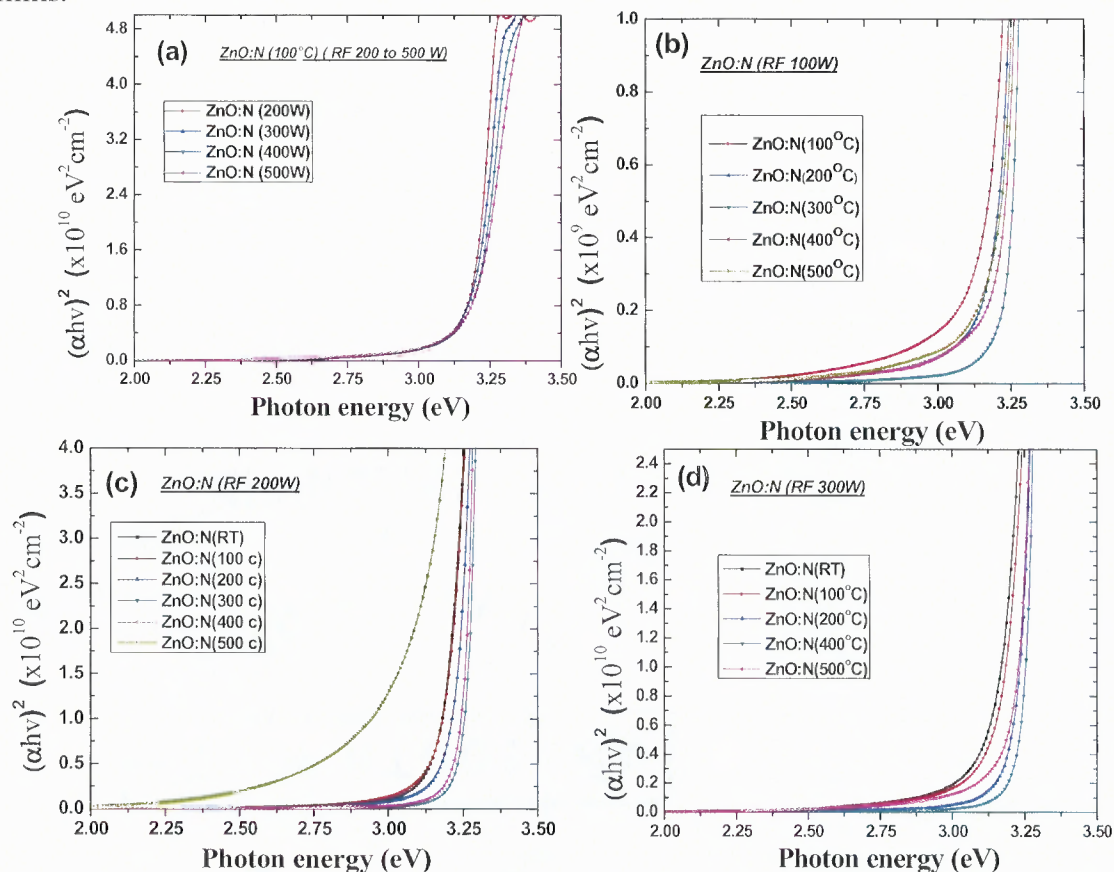 (a)
ZnO:N (100°C) ( RF 200 to 500 W)
ZnO:N (200W)
ZnO:N (300W)
ZnO:N (400W)
ZnO:N (500W)
4.8
4.0
3.2
2.4
1.6
0.8
0.0
(αhν)² (x10¹⁰ eV²cm⁻²)
2.00 2.25 2.50 2.75 3.00 3.25 3.50
Photon energy (eV)
(b)
ZnO:N (RF 100W)
ZnO:N(100°C)
ZnO:N(200°C)
ZnO:N(300°C)
ZnO:N(400°C)
ZnO:N(500°C)
1.0
0.8
0.6
0.4
0.2
0.0
(αhν)² (x10⁹ eV²cm⁻²)
2.00 2.25 2.50 2.75 3.00 3.25 3.50
Photon energy (eV)
(c)
ZnO:N (RF 200W)
ZnO:N(RT)
ZnO:N(100 c)
ZnO:N(200 c)
ZnO:N(300 c)
ZnO:N(400 c)
ZnO:N(500 c)
4.0
3.5
3.0
2.5
2.0
1.5
1.0
0.5
0.0
(αhν)² (x10¹⁰ eV²cm⁻²)
2.00 2.25 2.50 2.75 3.00 3.25 3.50
Photon energy (eV)
(d)
ZnO:N (RF 300W)
ZnO:N(RT)
ZnO:N(100°C)
ZnO:N(200°C)
ZnO:N(400°C)
ZnO:N(500°C)
2.4
2.2
2.0
1.8
1.6
1.4
1.2
1.0
0.8
0.6
0.4
0.2
0.0
(αhν)² (x10¹⁰ eV²cm⁻²)
2.00 2.25 2.50 2.75 3.00 3.25 3.50
Photon energy (eV)